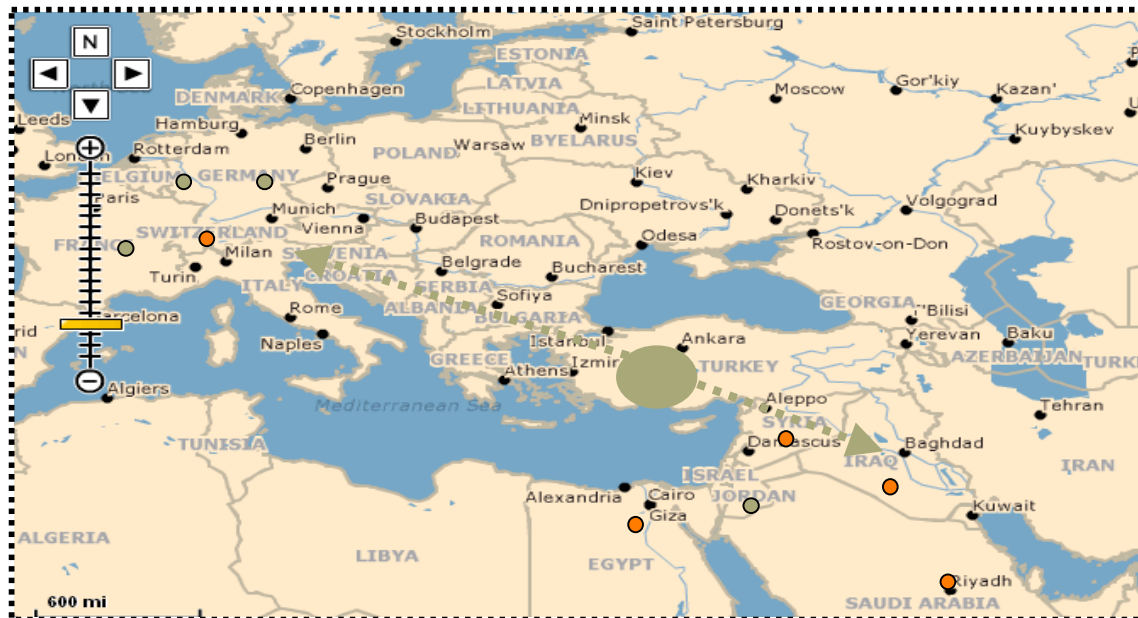 Saint Petersburg
Stockholm
ESTONIA
N
LATVIA
Gor'kiy
Kazan'
Moscow
DENMARK
Copenhagen
LITHUANIA
Leeds
Hamburg
Minsk
Kuybyskev
BYELARUS
Berlin
POLAND
Warsaw
Rotterdam
ELGIUM
GERMANY
Prague
Kiev
Kharkiv
Paris
SLOVAKIA
Volgograd
Munich
Vienna
Budapest
Dnipropetrovs'k
Donets'k
SWITZERLAND
FRANC
Milan
ROMANIA
Odesa
Rostov-on-Don
Turin
Belgrade
Bucharest
ITALY
CROATIA
SERBIA
Rome
Sofiya
ALBANIA
BULGARIA
GEORGIA
T'Bilisi
arcelona
Naples
Istanbul
Ankara
Yerevan
Baku
GREECE
Izmir
TURKEY
AZERBAIJAN
TURK
Algiers
Athens
Mediterranean Sea
Aleppo
Tehran
SYRIA
TUNISIA
Damascus
Baghdad
IRAQ
IRAN
ISRAEL
Alexandria
Cairo
JORDAN
Giza
Kuwait
ALGERIA
LIBYA
EGYPT
Riyadh
600 mi
SAUDI ARABIA